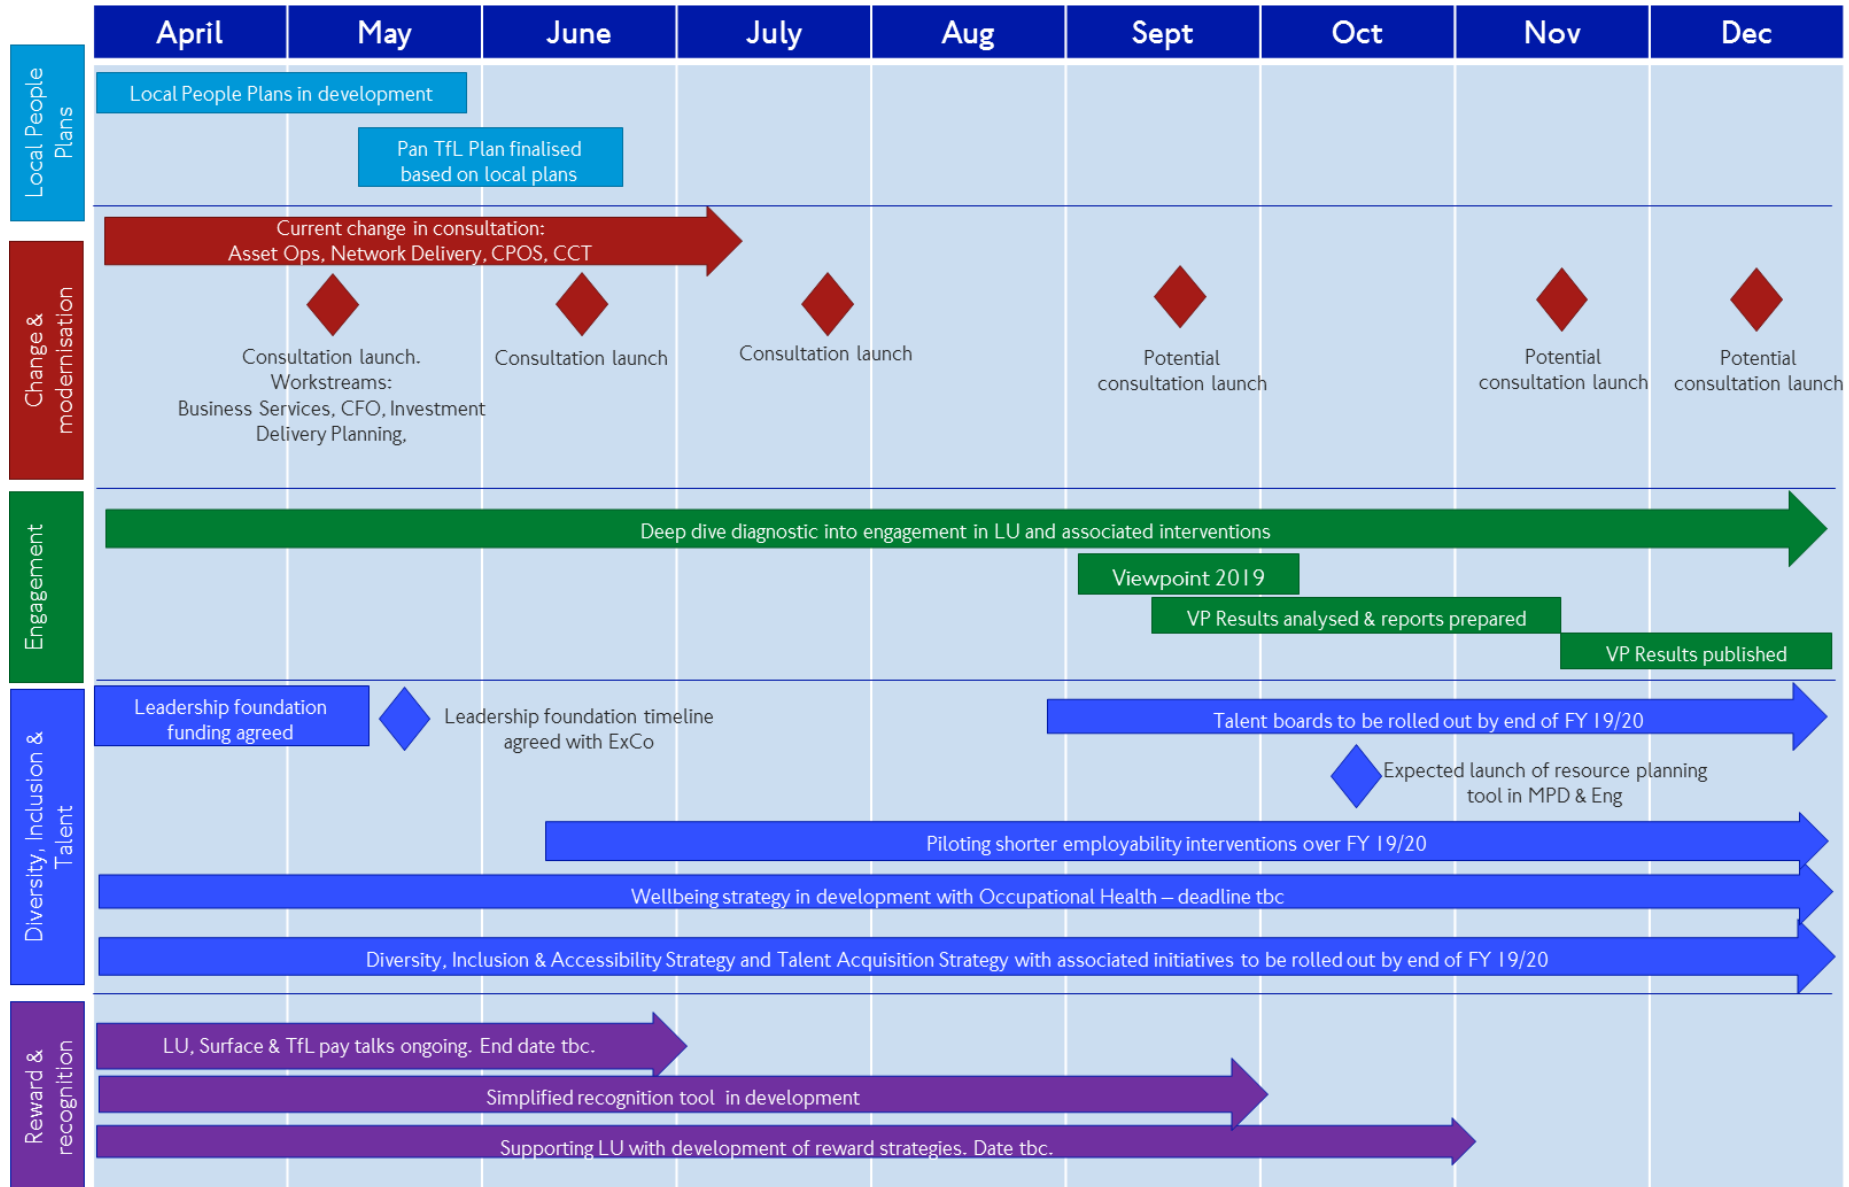 April May June July Aug Sept Oct Nov Dec
Local People
Plans
Local People Plans in development
Pan TfL Plan finalised
based on local plans
Change &
modernisation
Current change in consultation:
Asset Ops, Network Delivery, CPOS, CCT
Consultation launch.
Workstreams:
Business Services, CFO, Investment
Delivery Planning,
Consultation launch
Consultation launch
Potential
consultation launch
Potential
consultation launch
Potential
consultation launch
Engagement
Deep dive diagnostic into engagement in LU and associated interventions
Viewpoint 2019
VP Results analysed & reports prepared
VP Results published
Diversity, Inclusion &
Talent
Leadership foundation
funding agreed
Leadership foundation timeline
agreed with ExCo
Talent boards to be rolled out by end of FY 19/20
Expected launch of resource planning
tool in MPD & Eng
Piloting shorter employability interventions over FY 19/20
Wellbeing strategy in development with Occupational Health – deadline tbc
Diversity, Inclusion & Accessibility Strategy and Talent Acquisition Strategy with associated initiatives to be rolled out by end of FY 19/20
Reward &
recognition
LU, Surface & TfL pay talks ongoing. End date tbc.
Simplified recognition tool in development
Supporting LU with development of reward strategies. Date tbc.